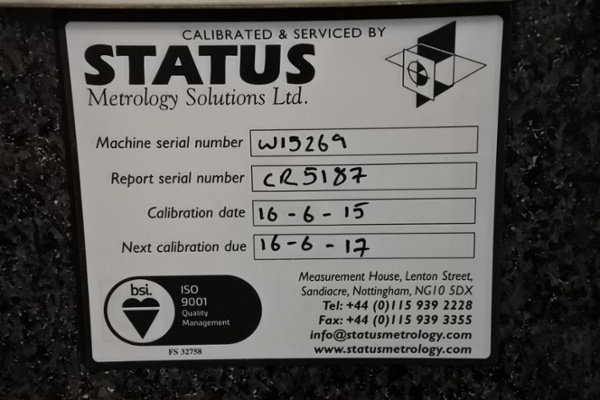 CALIBRATED & SERVICED BY
STATUS
Metrology Solutions Ltd.
Machine serial number W15269
Report serial number CR5187
Calibration date 16-6-15
Next calibration due 16-6-17
bsi.
ISO
9001
Quality
Management
FS 32758
Measurement House, Lenton Street,
Sandiacre, Nottingham, NG10 5DX
Tel: +44 (0)115 939 2228
Fax: +44 (0)115 939 3355
info@statusmetrology.com
www.statusmetrology.com